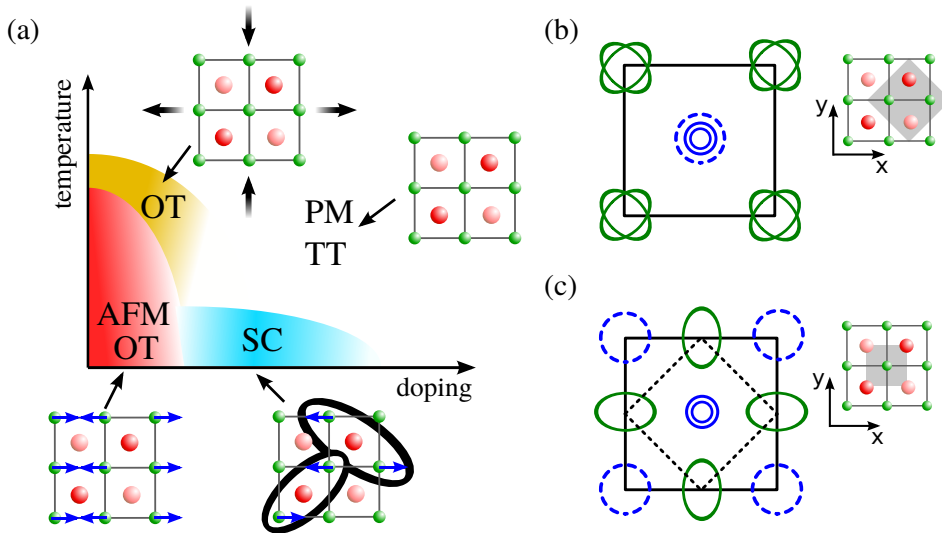 (a)
temperature
OT
PM
TT
AFM
OT
SC
doping
(b)
y
x
(c)
y
x